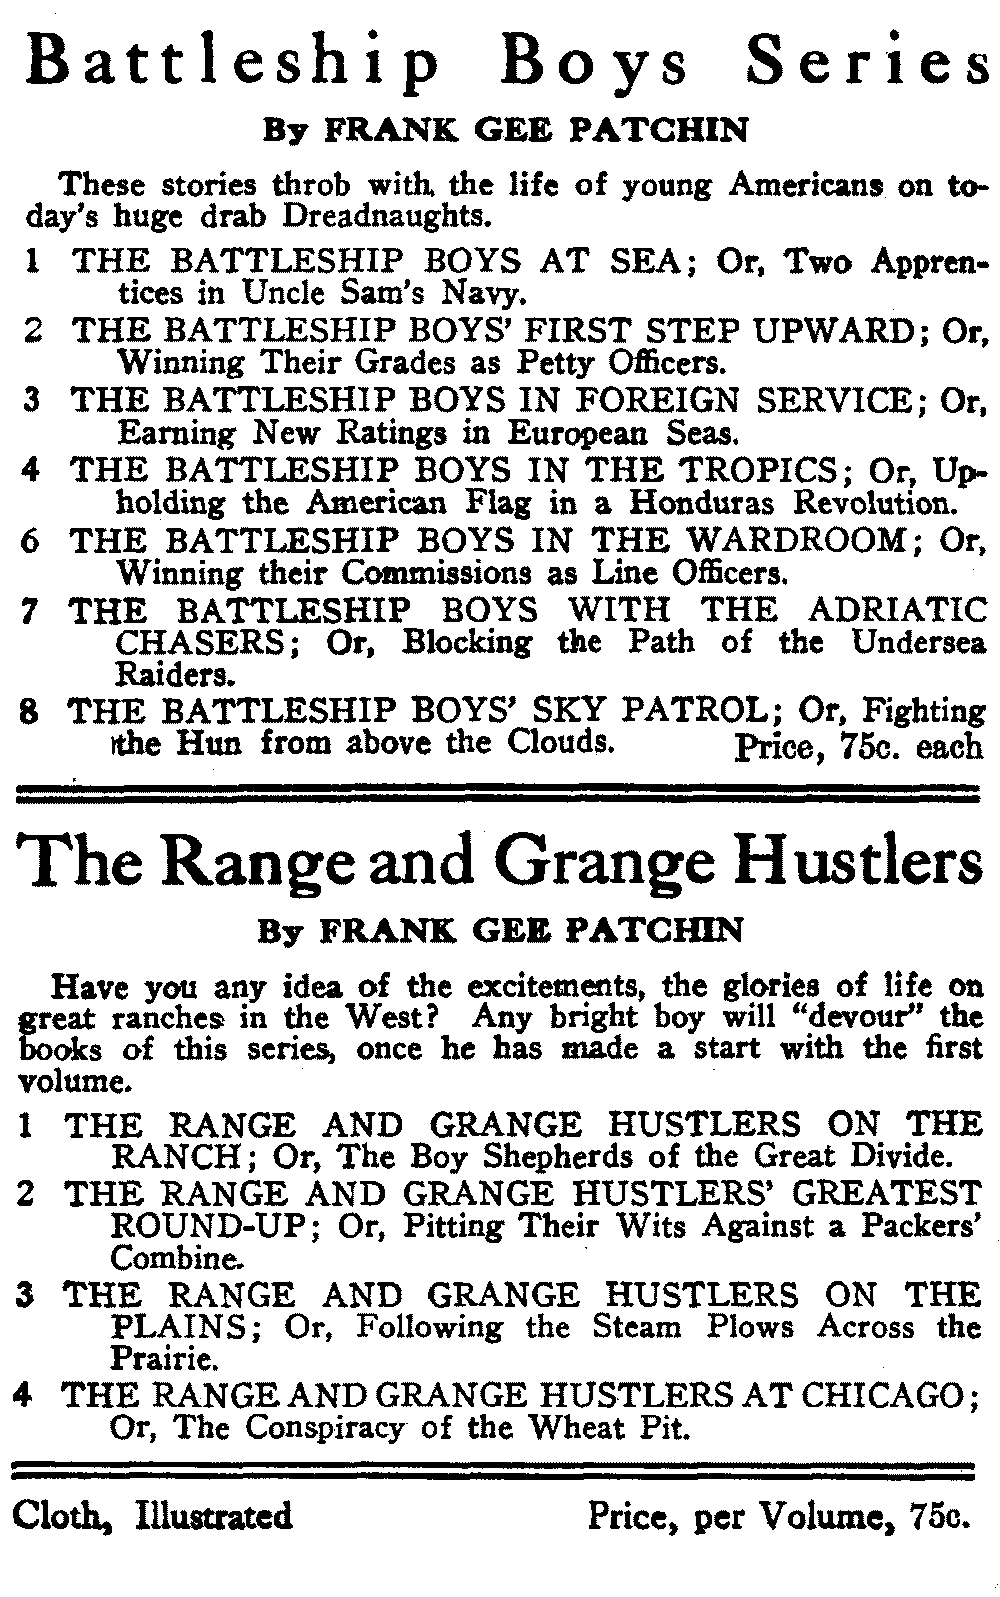 Battleship Boys Series
By FRANK GEE PATCHIN
These stories throb with the life of young Americans on to-
day's huge drab Dreadnaughts.
1 THE BATTLESHIP BOYS AT SEA; Or, Two Appren-
tices in Uncle Sam's Navy.
2 THE BATTLESHIP BOYS' FIRST STEP UPWARD; Or,
Winning Their Grades as Petty Officers.
3 THE BATTLESHIP BOYS IN FOREIGN SERVICE; Or,
Earning New Ratings in European Seas.
4 THE BATTLESHIP BOYS IN THE TROPICS; Or, Up-
holding the American Flag in a Honduras Revolution.
6 THE BATTLESHIP BOYS IN THE WARDROOM; Or,
Winning their Commissions as Line Officers.
7 THE BATTLESHIP BOYS WITH THE ADRIATIC
CHASERS; Or, Blocking the Path of the Undersea
Raiders.
8 THE BATTLESHIP BOYS' SKY PATROL; Or, Fighting
the Hun from above the Clouds. Price, 75c. each
The Range and Grange Hustlers
By FRANK GEE PATCHIN
Have you any idea of the excitements, the glories of life on
great ranches in the West? Any bright boy will "devour" the
books of this series, once he has made a start with the first
volume.
1 THE RANGE AND GRANGE HUSTLERS ON THE
RANCH; Or, The Boy Shepherds of the Great Divide.
2 THE RANGE AND GRANGE HUSTLERS' GREATEST
ROUND-UP; Or, Pitting Their Wits Against a Packers'
Combine.
3 THE RANGE AND GRANGE HUSTLERS ON THE
PLAINS; Or, Following the Steam Plows Across the
Prairie.
4 THE RANGE AND GRANGE HUSTLERS AT CHICAGO;
Or, The Conspiracy of the Wheat Pit.
Cloth, Illustrated Price, per Volume, 75c.